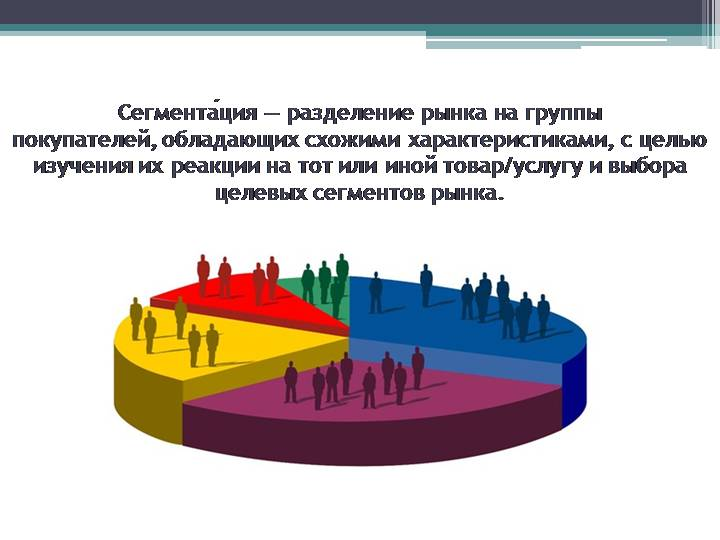 Сегмента́ция — разделение рынка на группы
покупателей, обладающих схожими характеристиками, с целью
изучения их реакции на тот или иной товар/услугу и выбора
целевых сегментов рынка.